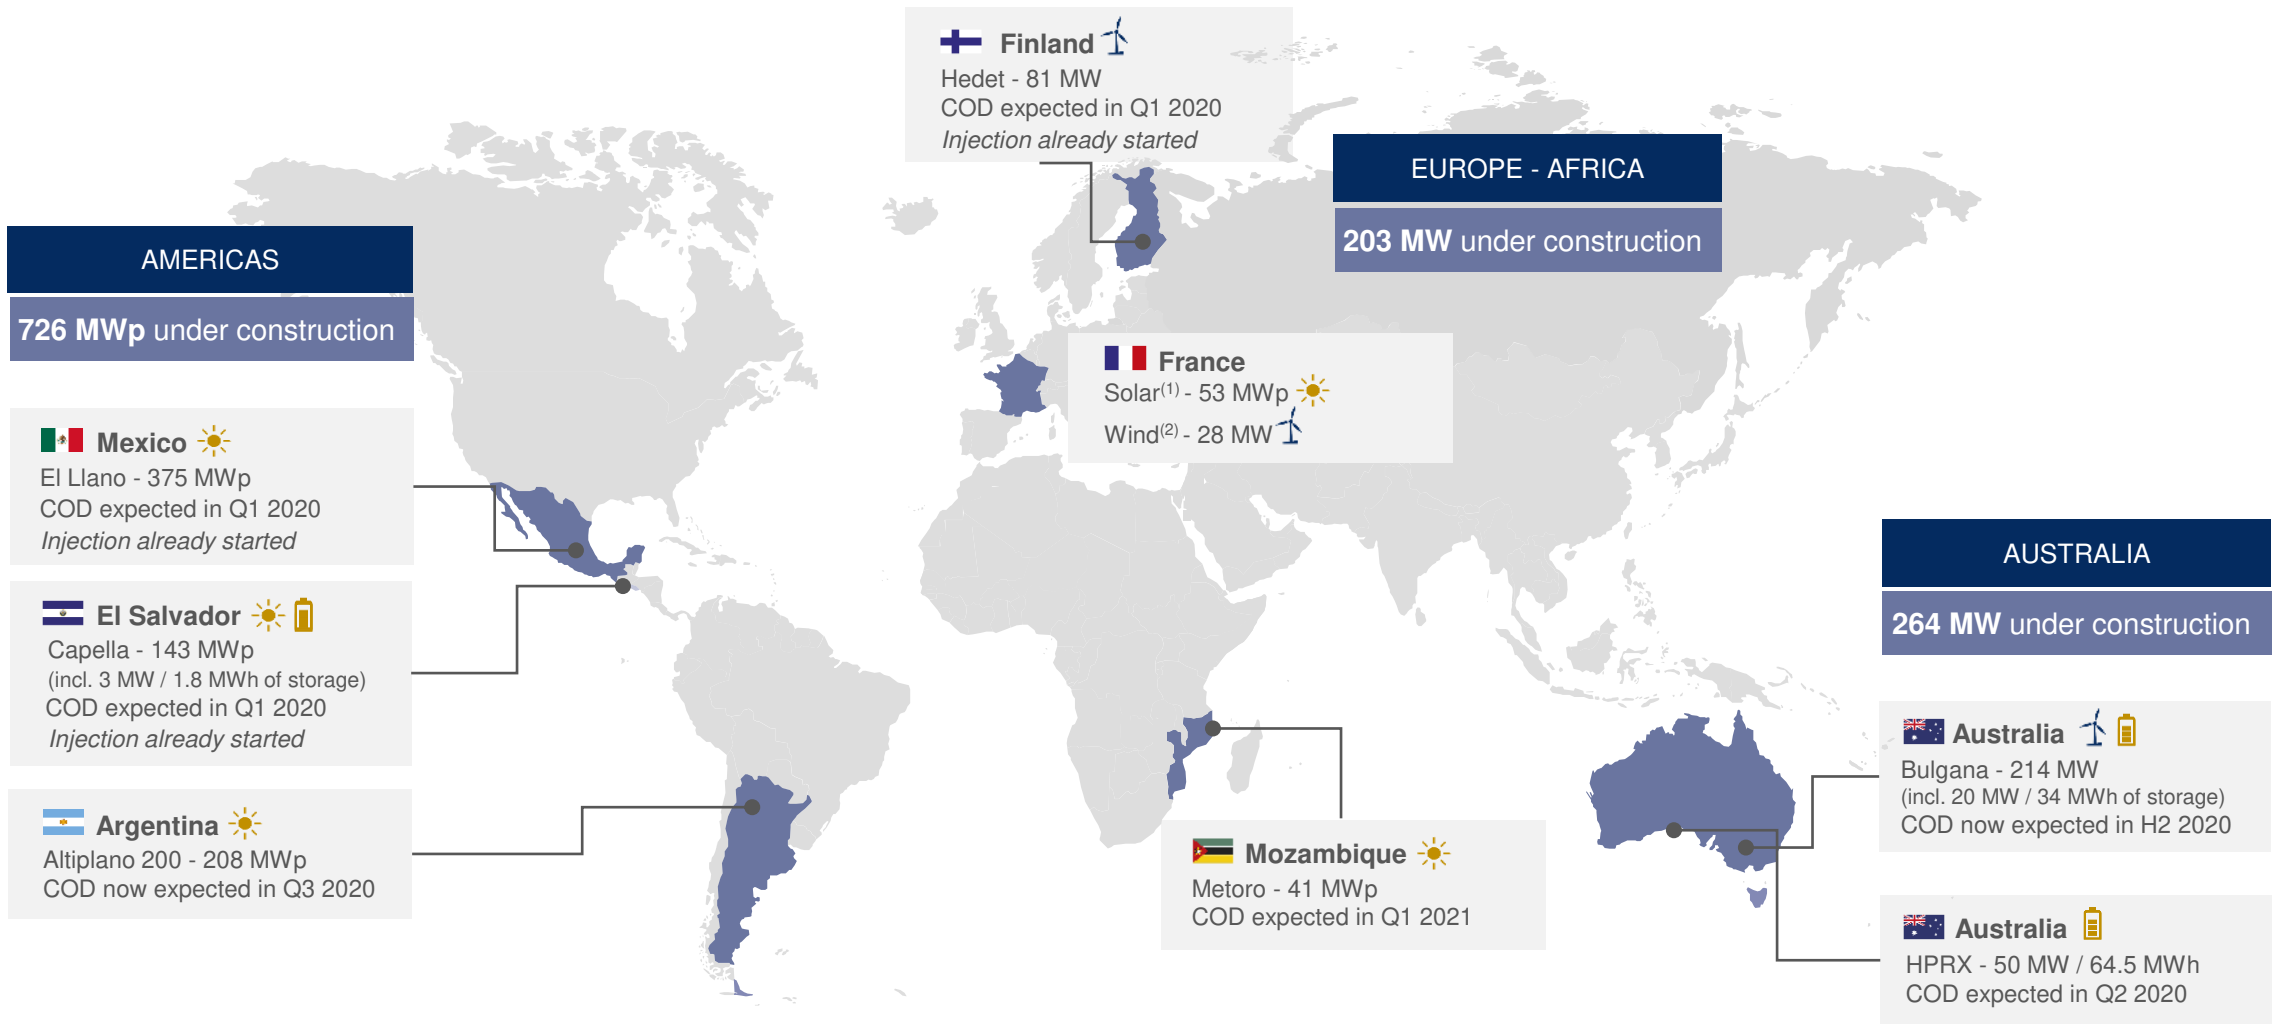 Finland
Hedet - 81 MW
COD expected in Q1 2020
Injection already started
EUROPE - AFRICA
203 MW under construction
AMERICAS
726 MWp under construction
France
Solar(1) - 53 MWp
Wind(2) - 28 MW
Mexico
El Llano - 375 MWp
COD expected in Q1 2020
Injection already started
El Salvador
Capella - 143 MWp
(incl. 3 MW / 1.8 MWh of storage)
COD expected in Q1 2020
Injection already started
Argentina
Altiplano 200 - 208 MWp
COD now expected in Q3 2020
Mozambique
Metoro - 41 MWp
COD expected in Q1 2021
AUSTRALIA
264 MW under construction
Australia
Bulgana - 214 MW
(incl. 20 MW / 34 MWh of storage)
COD now expected in H2 2020
Australia
HPRX - 50 MW / 64.5 MWh
COD expected in Q2 2020